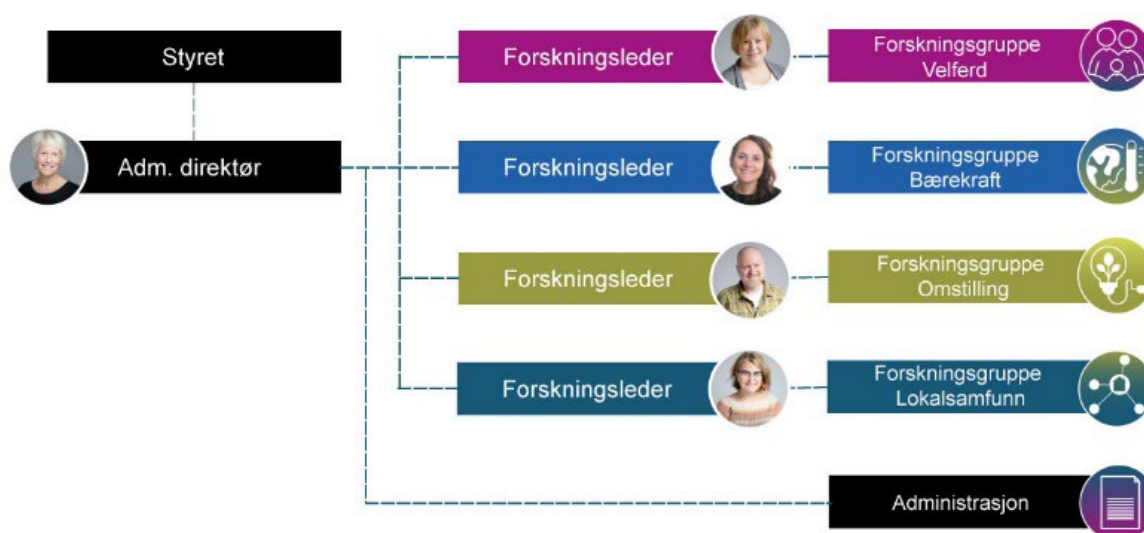 Styret
Adm. direktør
Forskningsleder
Forskningsgruppe
Velferd
Forskningsleder
Forskningsgruppe
Bærekraft
Forskningsleder
Forskningsgruppe
Omstilling
Forskningsleder
Forskningsgruppe
Lokalsamfunn
Administrasjon